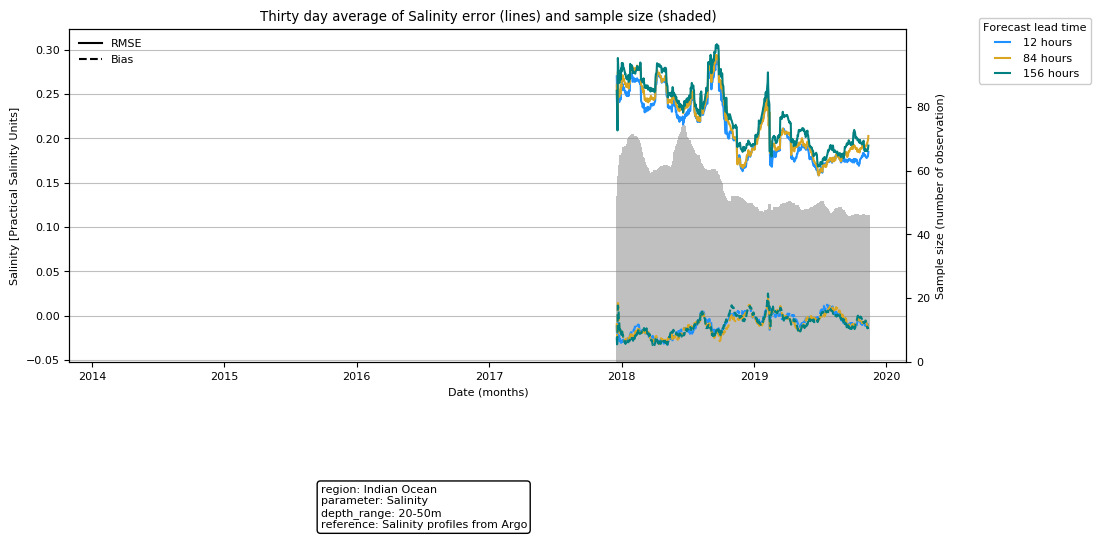 Thirty day average of Salinity error (lines) and sample size (shaded)
Forecast lead time
12 hours
84 hours
156 hours
RMSE
Bias
Salinity [Practical Salinity Units]
0.30
0.25
0.20
0.15
0.10
0.05
0.00
−0.05
80
60
40
20
0
Sample size (number of observation)
2014
2015
2016
2017
2018
2019
2020
Date (months)
region: Indian Ocean
parameter: Salinity
depth_range: 20-50m
reference: Salinity profiles from Argo